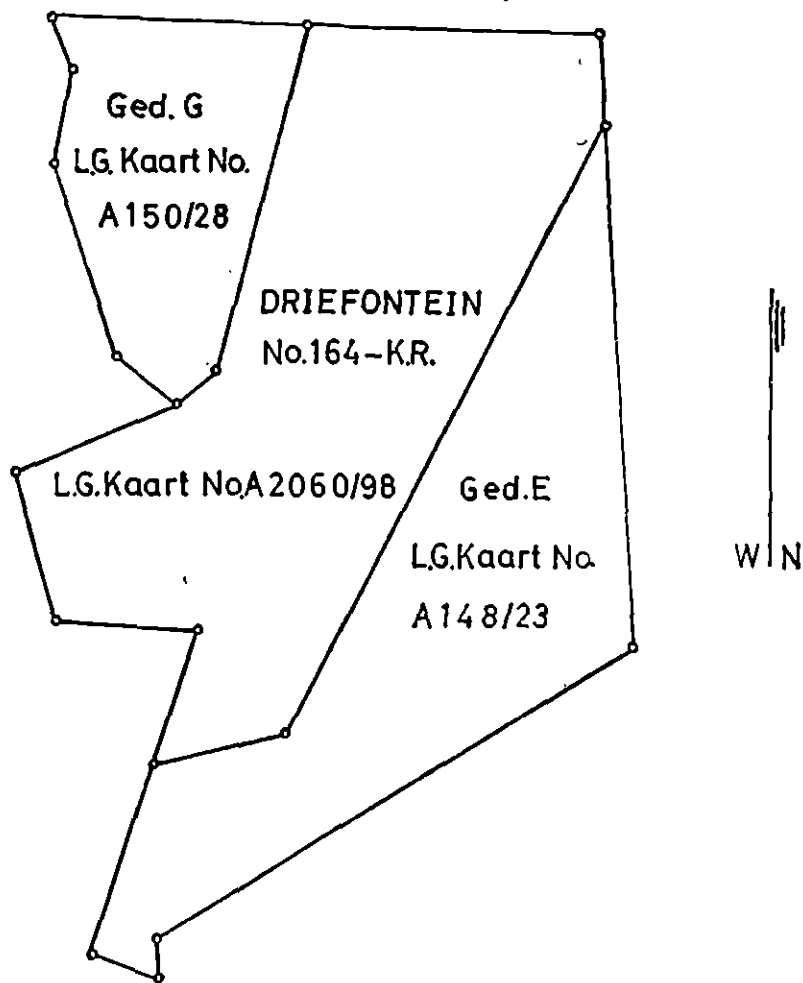 Ged. G
L.G. Kaart No.
A150/28
DRIEFONTEIN
No.164-K.R.
L.G.Kaart No.A2060/98
Ged.E
L.G.Kaart No.
A148/23
W N